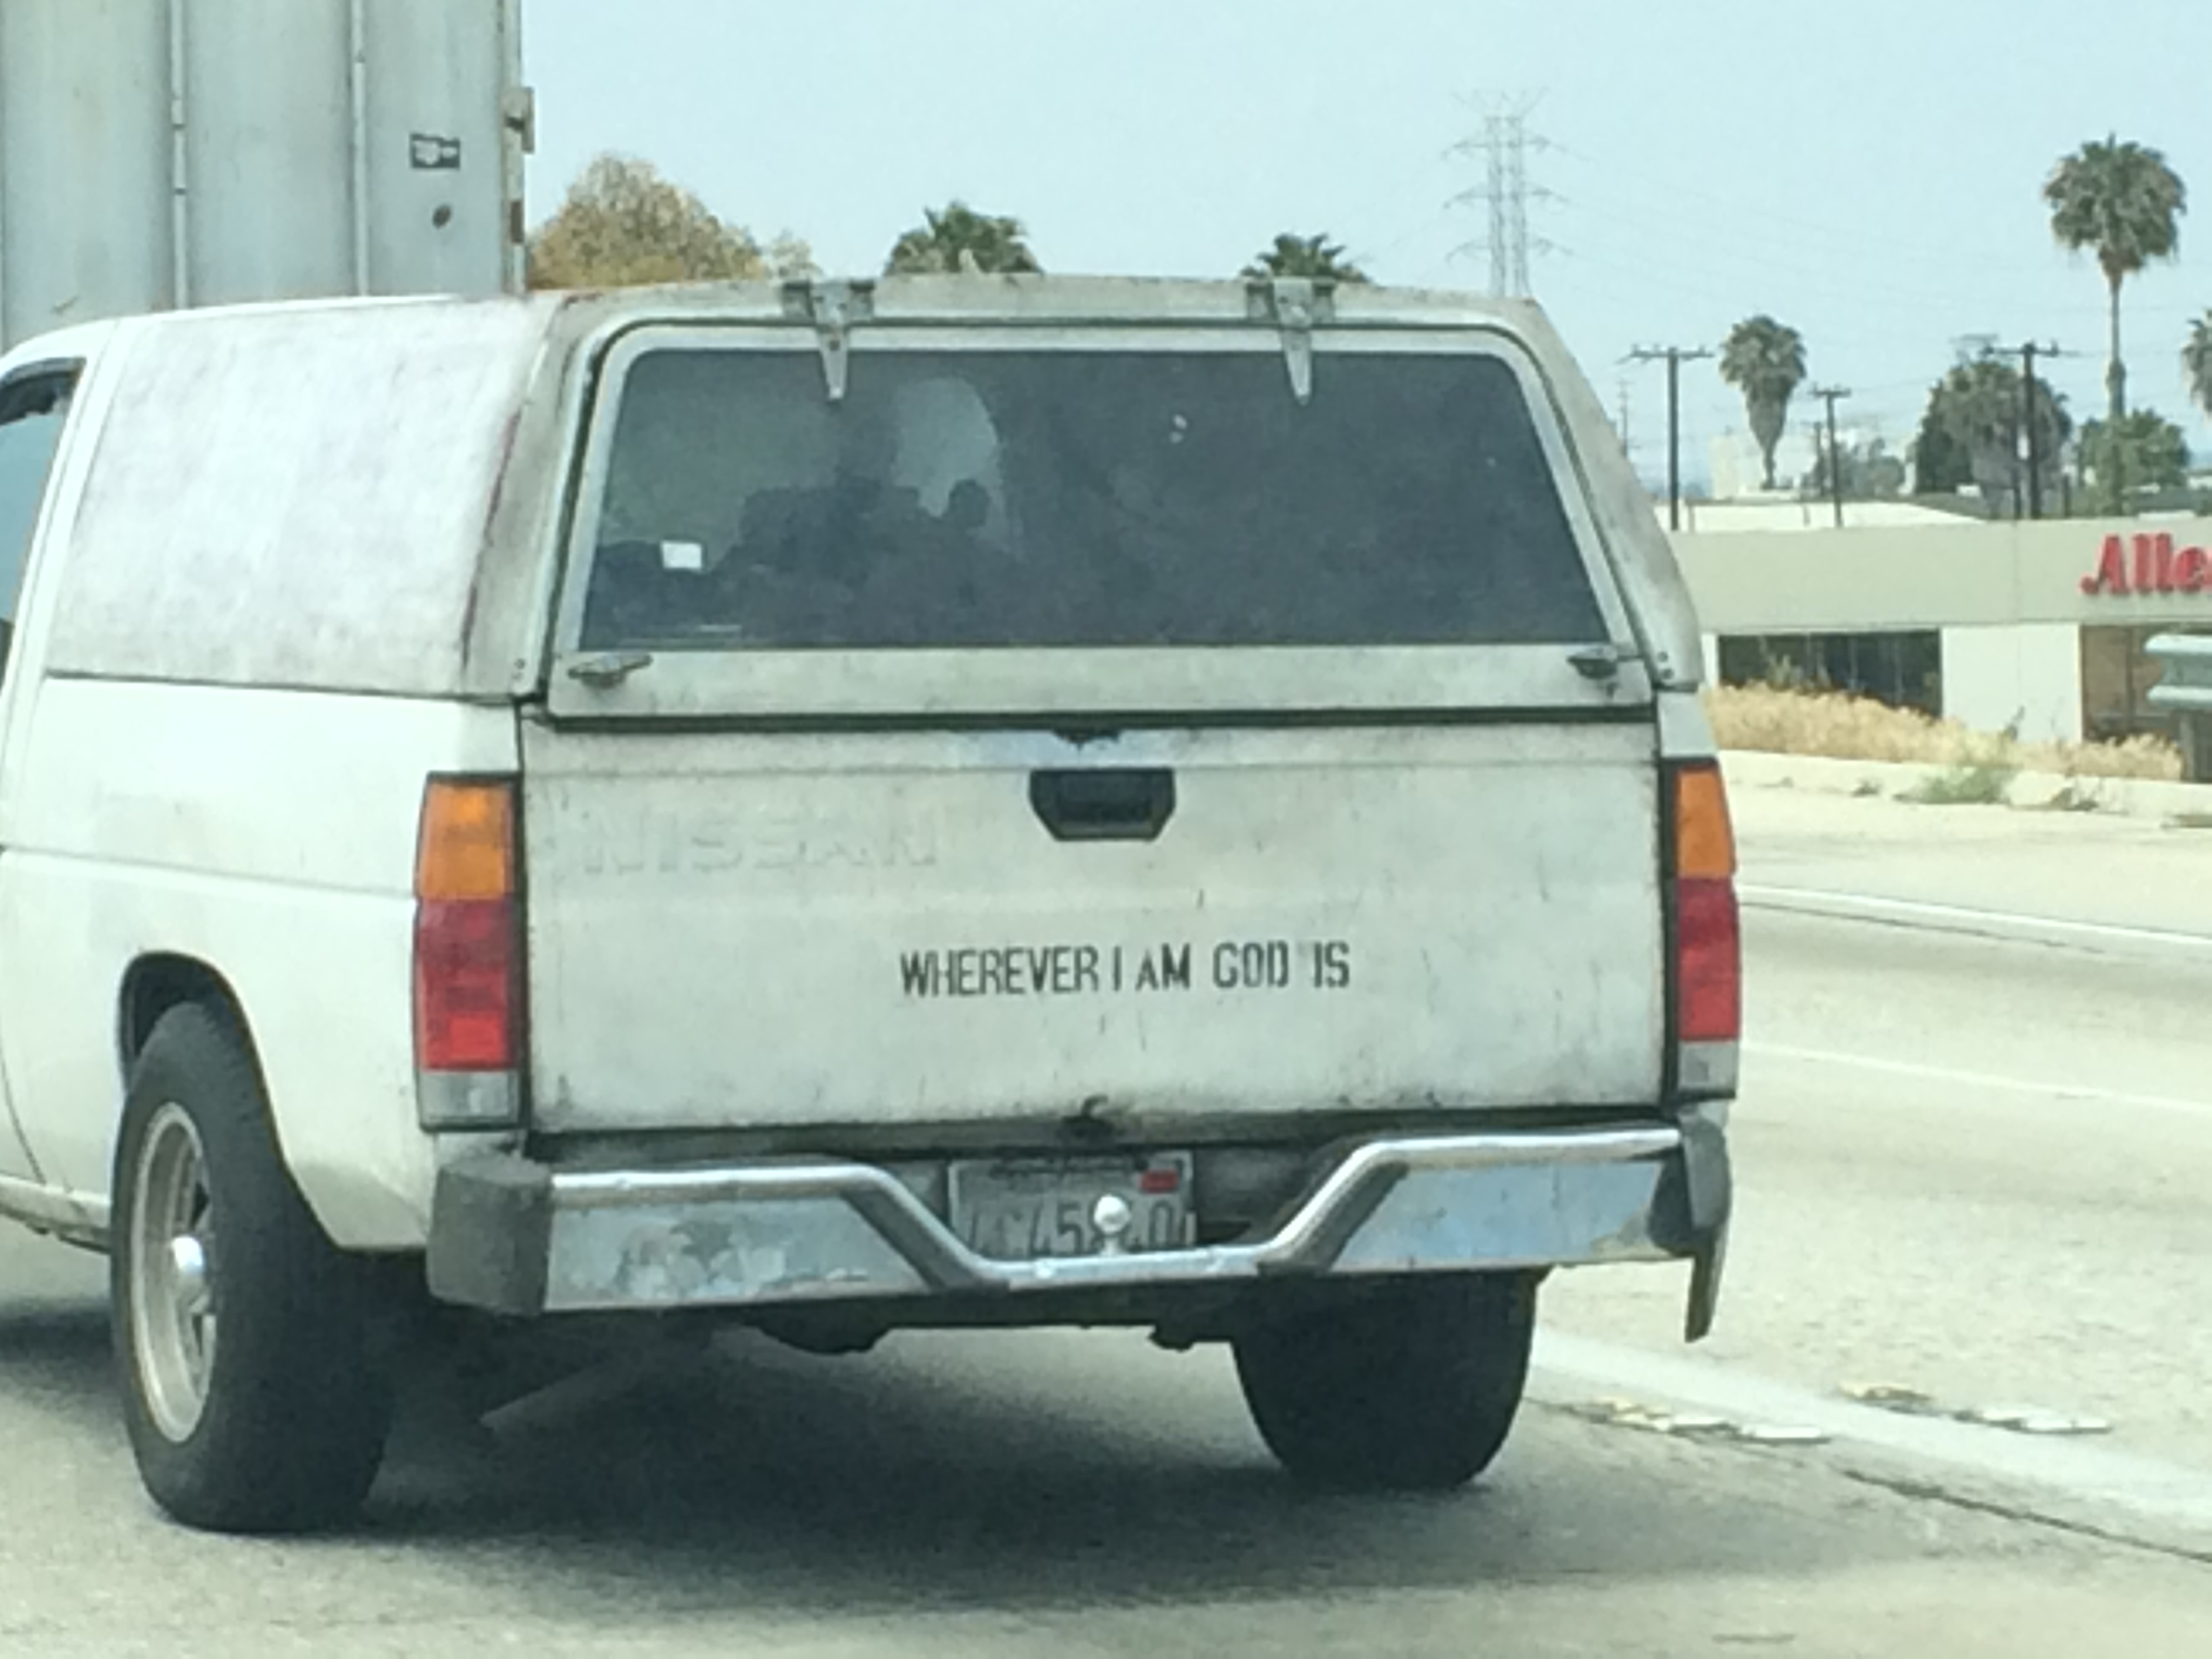 Alle
NISSAN
WHEREVER I AM GOD IS